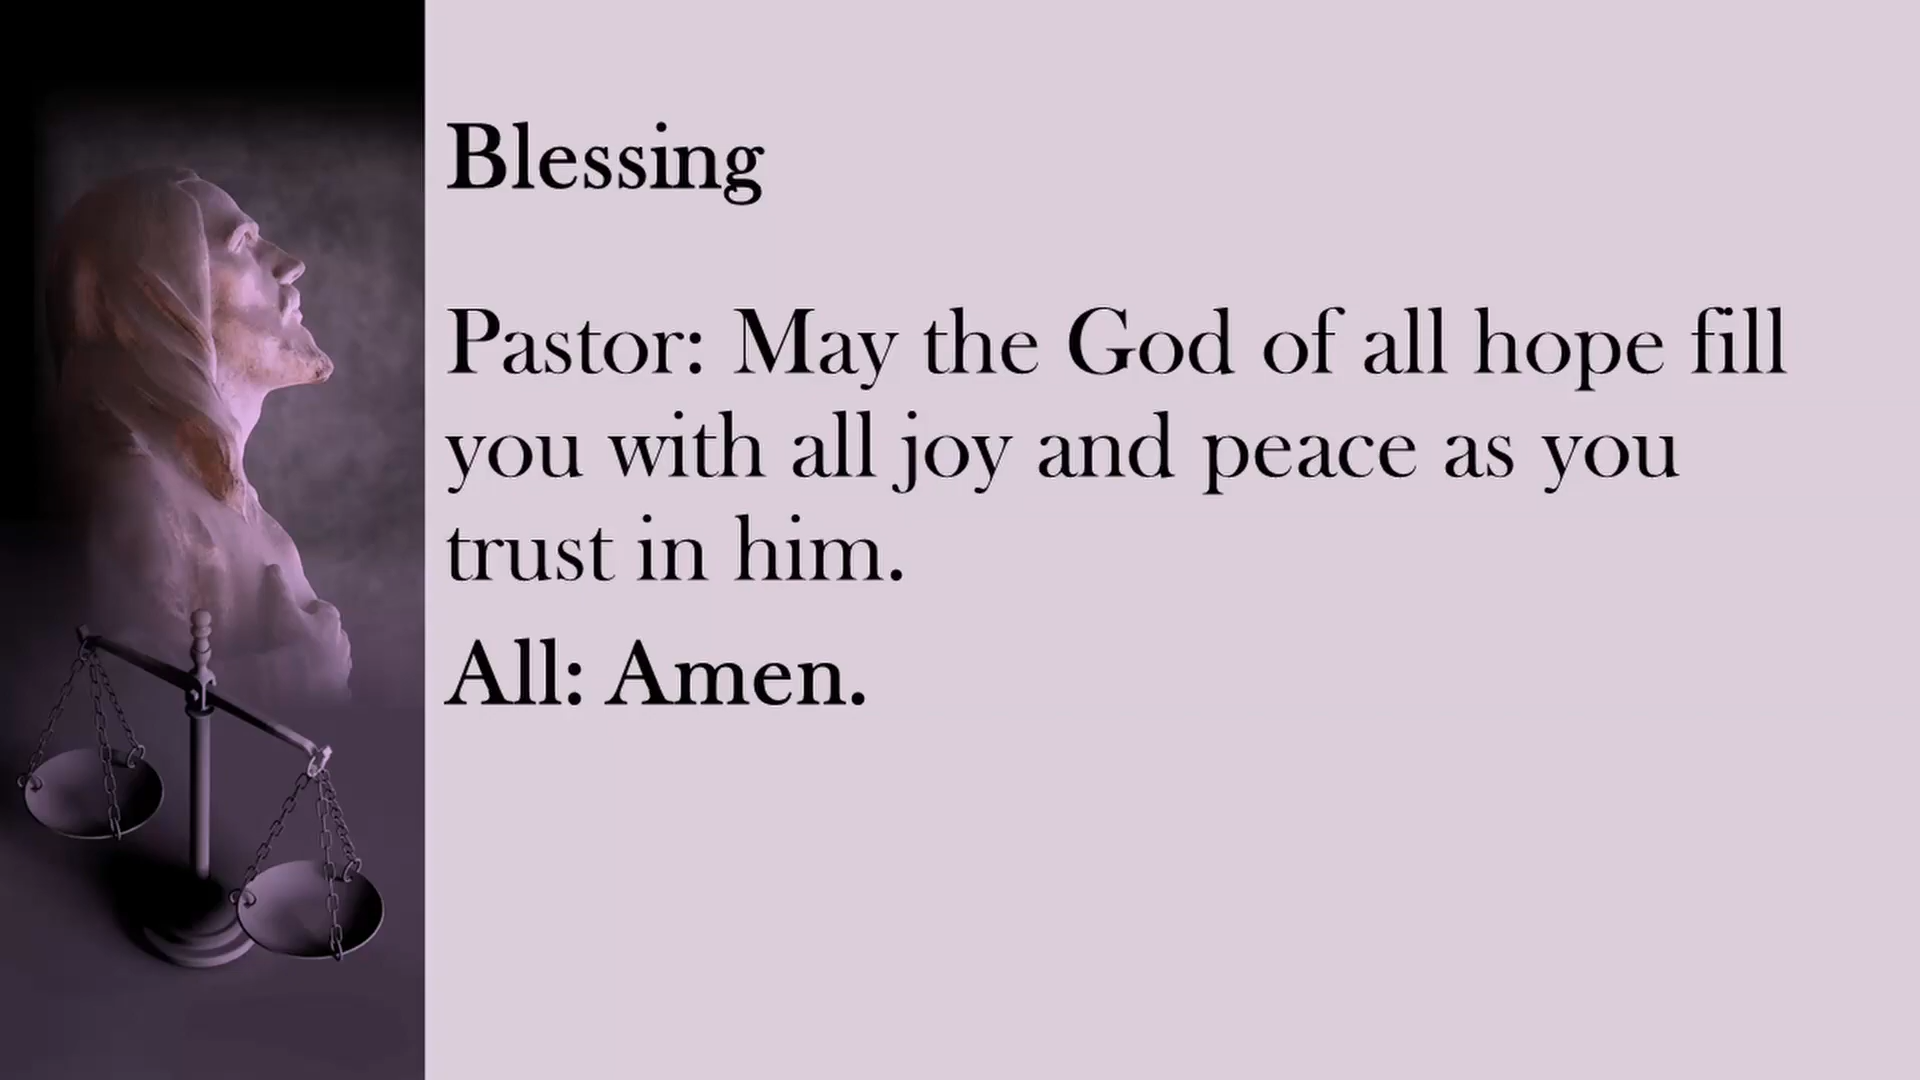 Blessing
Pastor: May the God of all hope fill
you with all joy and peace as you
trust in him.
All: Amen.